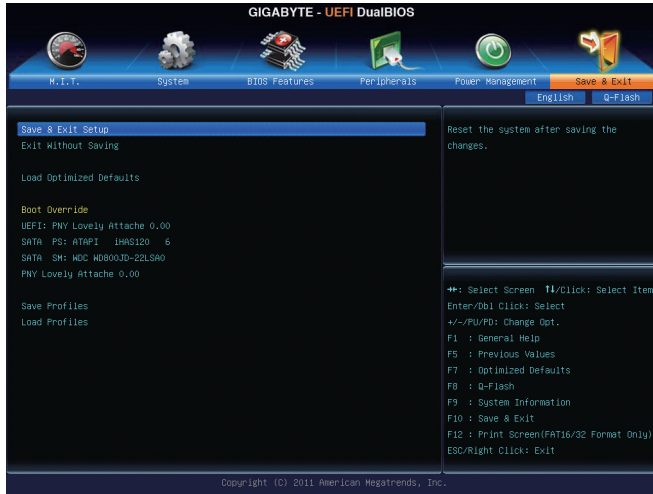 GIGABYTE - UEFI DualBIOS
M.I.T.
System
BIOS Features
Peripherals
Power Management
Save & Exit
English
Q-Flash
Save & Exit Setup
Exit Without Saving
Load Optimized Defaults
Boot Override
UEFI: PNY Lovely Attache 0.00
SATA PS: ATAPI iHAS120 6
SATA SM: WDC WD800JD-22LSA0
PNY Lovely Attache 0.00
Save Profiles
Load Profiles
Reset the system after saving the
changes.
→←: Select Screen ↑↓/Click: Select Item
Enter/Dbl Click: Select
+/-/PU/PD: Change Opt.
F1 : General Help
F5 : Previous Values
F7 : Optimized Defaults
F8 : Q-Flash
F9 : System Information
F10 : Save & Exit
F12 : Print Screen(FAT16/32 Format Only)
ESC/Right Click: Exit
Copyright (C) 2011 American Megatrends, Inc.